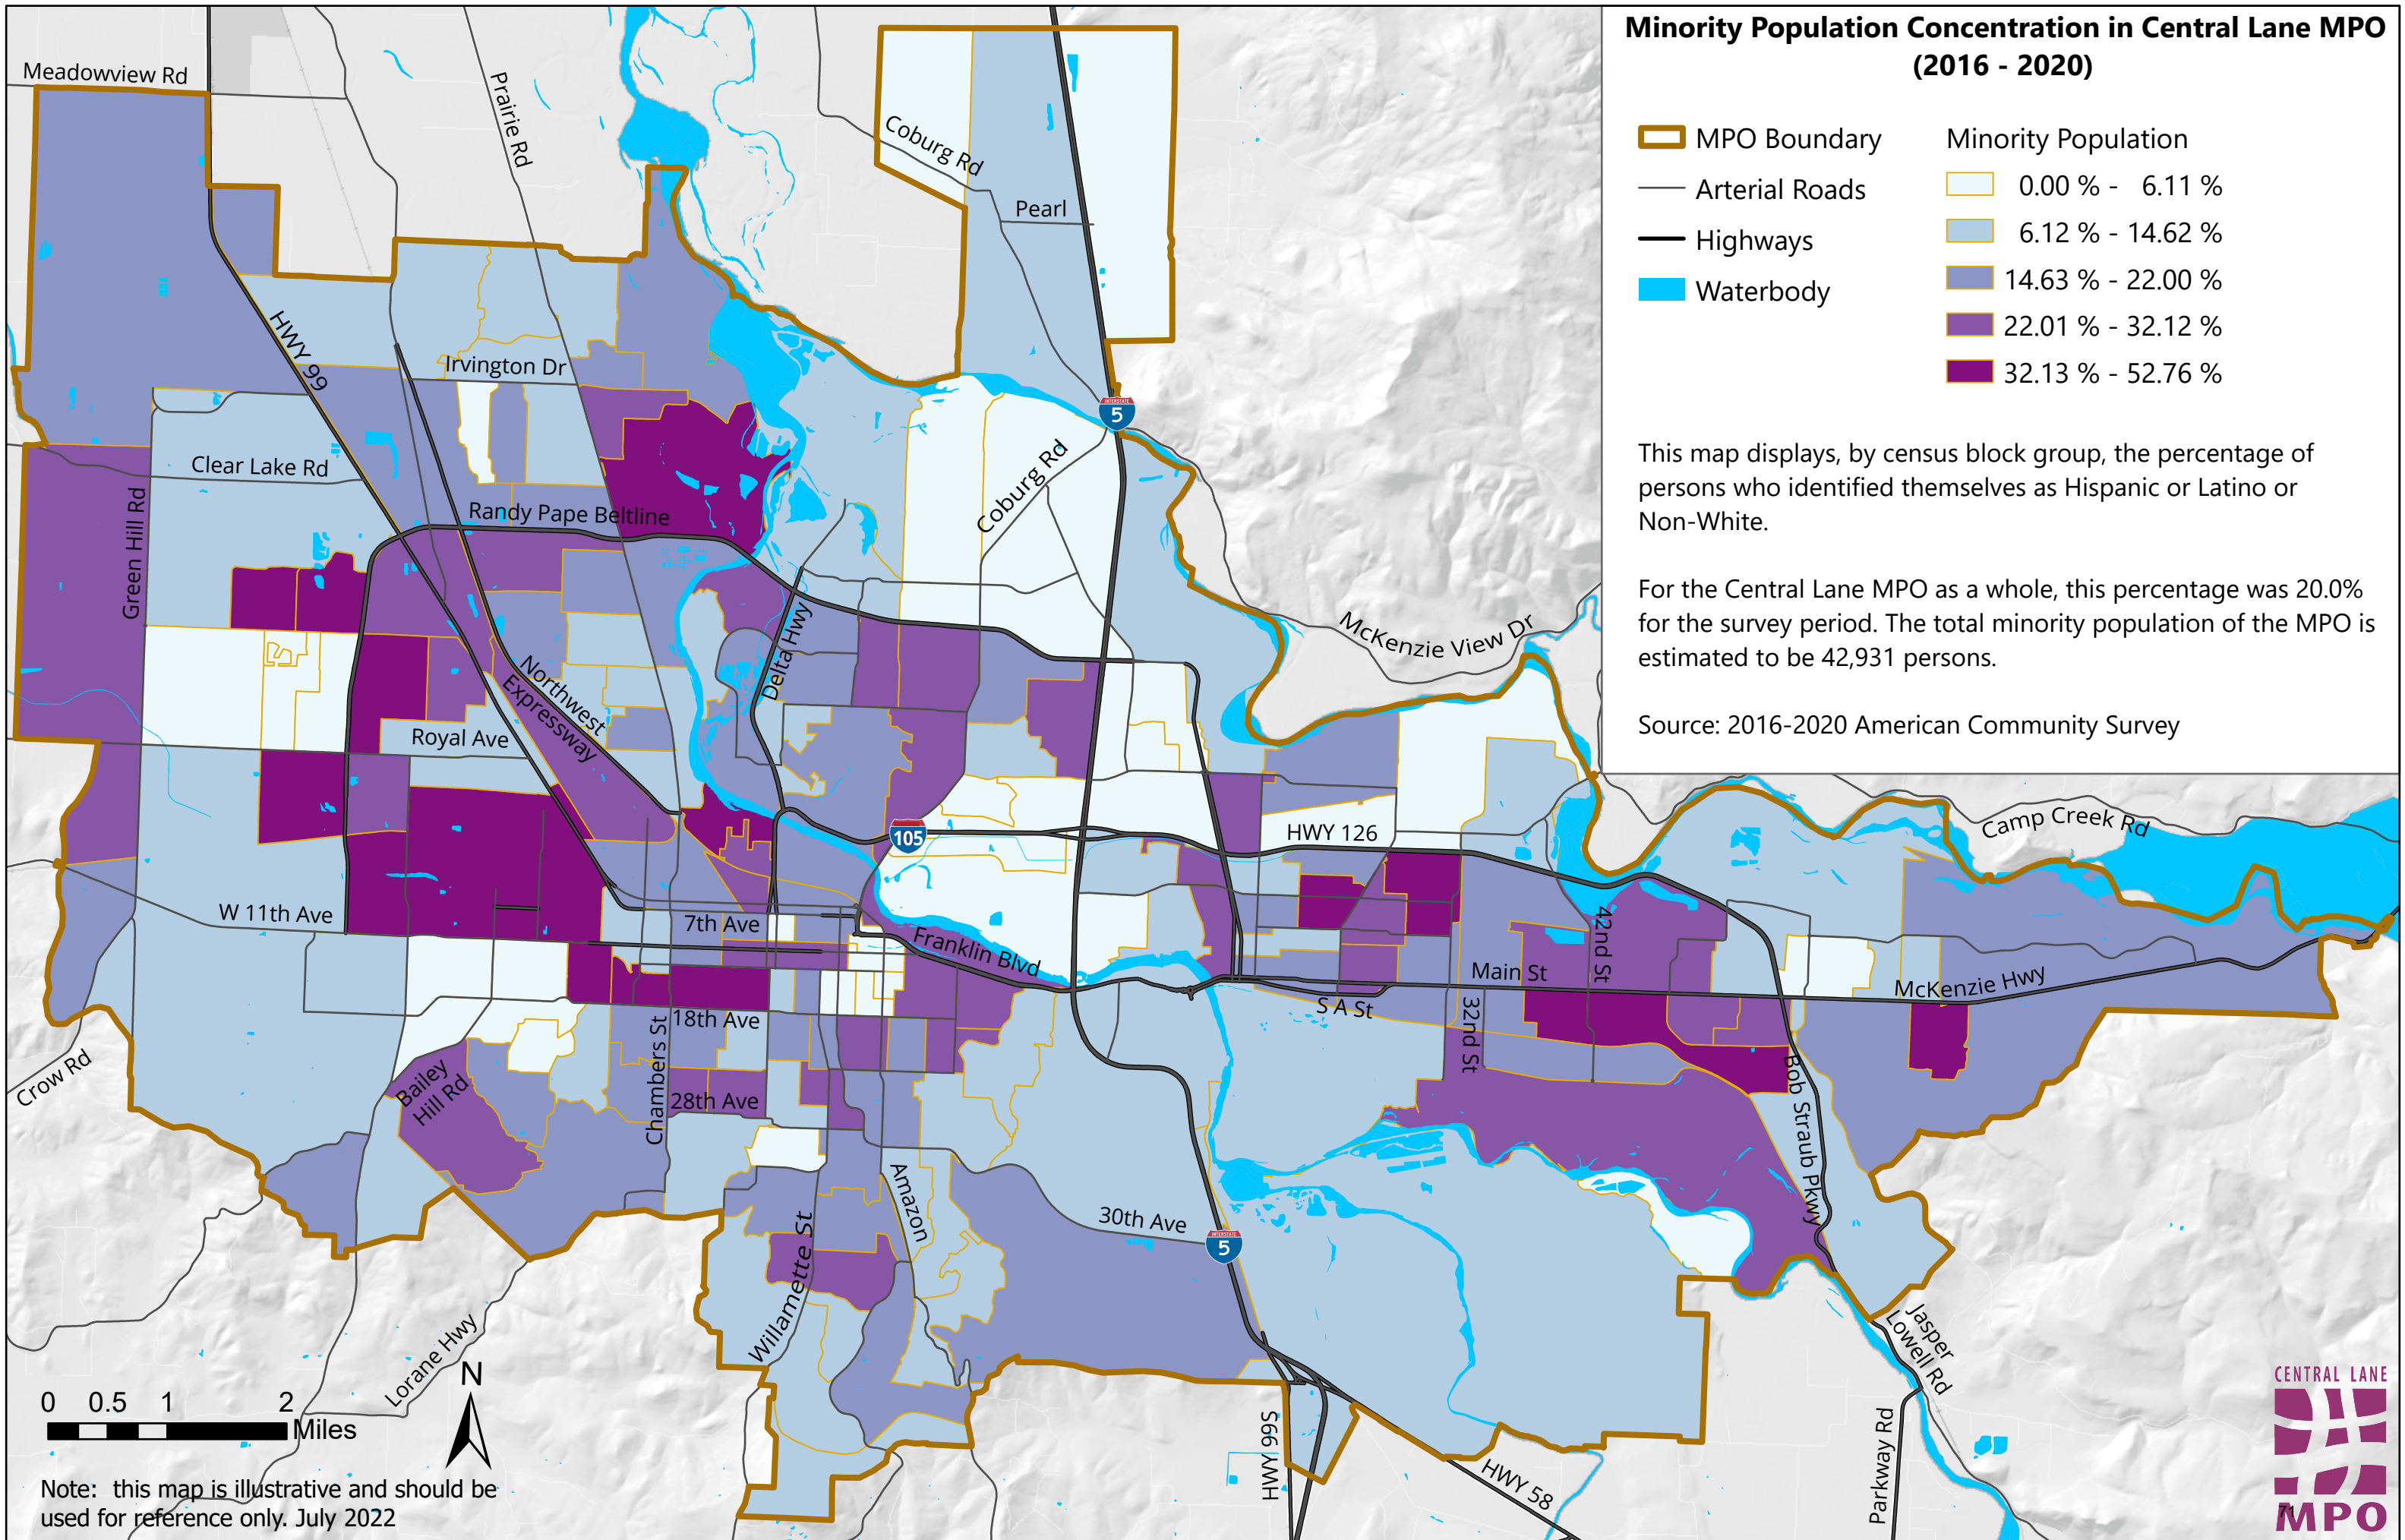 Minority Population Concentration in Central Lane MPO
(2016 - 2020)
MPO Boundary
Arterial Roads
Highways
Waterbody
Minority Population
0.00 % - 6.11 %
6.12 % - 14.62 %
14.63 % - 22.00 %
22.01 % - 32.12 %
32.13 % - 52.76 %
This map displays, by census block group, the percentage of
persons who identified themselves as Hispanic or Latino or
Non-White.
For the Central Lane MPO as a whole, this percentage was 20.0%
for the survey period. The total minority population of the MPO is
estimated to be 42,931 persons.
Source: 2016-2020 American Community Survey
Meadowview Rd
Prairie Rd
Coburg Rd
Pearl
HWY 99
Irvington Dr
INTERSTATE
5
Clear Lake Rd
Green Hill Rd
Randy Pape Beltline
Coburg Rd
McKenzie View Dr
Delta Hwy
Northwest
Expressway
Royal Ave
105
HWY 126
Camp Creek Rd
W 11th Ave
7th Ave
Franklin Blvd
42nd St
Main St
McKenzie Hwy
S A St
32nd St
18th Ave
Chambers St
Crow Rd
Bailey
Hill Rd
28th Ave
Bob Straub Pkwy
Amazon
30th Ave
INTERSTATE
5
Willamette St
Lorane Hwy
Jasper
Lowell Rd
HWY 99S
HWY 58
Parkway Rd
N
0 0.5 1 2
Miles
Note: this map is illustrative and should be
used for reference only. July 2022
CENTRAL LANE
MPO
71